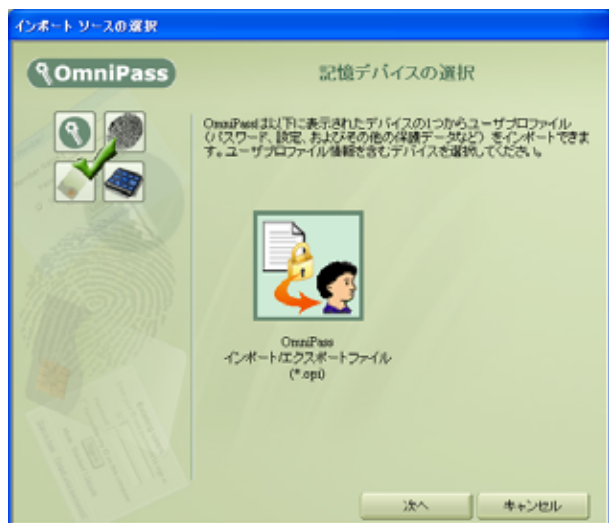 インポート ソースの選択
OmniPass
記憶デバイスの選択
OmniPassは以下に表示されたデバイスの1つからユーザプロファイル
(パスワード、設定、およびその他の保護データなど) をインポートできま
す。ユーザプロファイル情報を含むデバイスを選択してください。
OmniPass
インポート/エクスポートファイル
(*.opi)
次へ
キャンセル